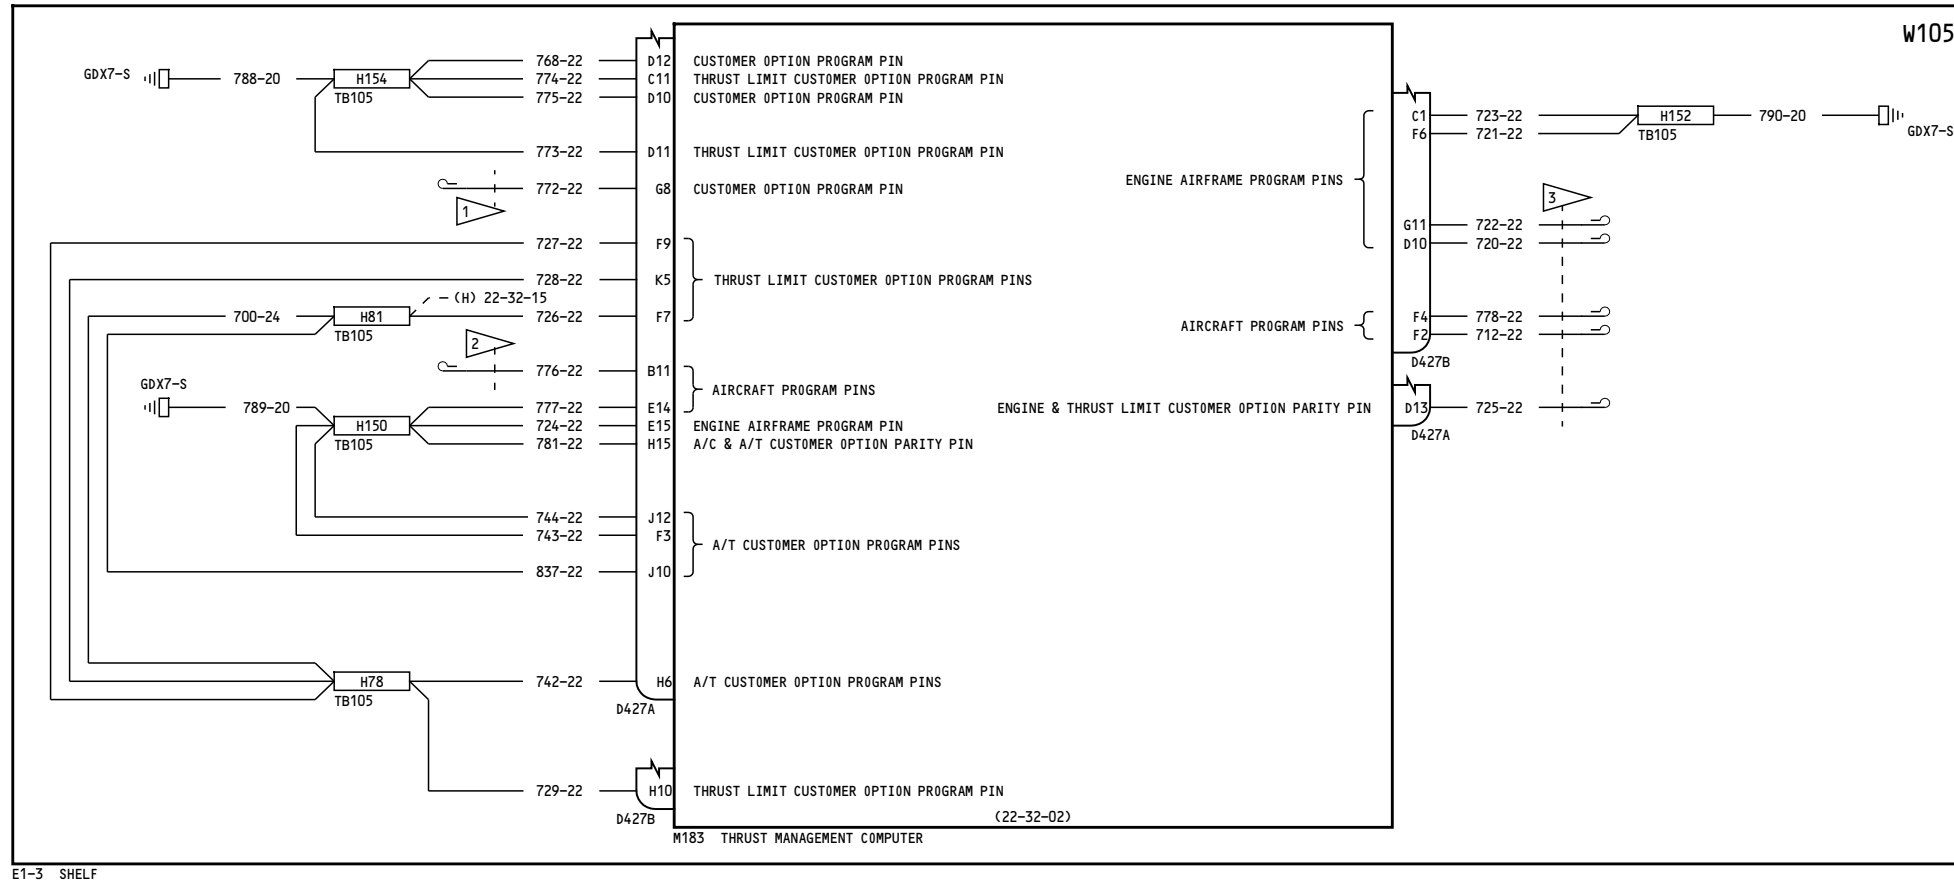 W105
768-22 D12 CUSTOMER OPTION PROGRAM PIN
GDX7-S 788-20 H154 774-22 C11 THRUST LIMIT CUSTOMER OPTION PROGRAM PIN
TB105 775-22 D10 CUSTOMER OPTION PROGRAM PIN
C1 723-22 H152 790-20
F6 721-22 TB105 GDX7-S
773-22 D11 THRUST LIMIT CUSTOMER OPTION PROGRAM PIN
ENGINE AIRFRAME PROGRAM PINS
772-22 G8 CUSTOMER OPTION PROGRAM PIN
3
1
G11 722-22
727-22 F9 D10 720-22
728-22 K5 THRUST LIMIT CUSTOMER OPTION PROGRAM PINS
(H) 22-32-15
700-24 H81 726-22 F7 F4 778-22
AIRCRAFT PROGRAM PINS
TB105 F2 712-22
2
D427B
776-22 B11
GDX7-S AIRCRAFT PROGRAM PINS
789-20 777-22 E14 ENGINE & THRUST LIMIT CUSTOMER OPTION PARITY PIN D13 725-22
H150 724-22 E15 ENGINE AIRFRAME PROGRAM PIN
D427A
TB105 781-22 H15 A/C & A/T CUSTOMER OPTION PARITY PIN
744-22 J12
743-22 F3
A/T CUSTOMER OPTION PROGRAM PINS
837-22 J10
H78 742-22 H6 A/T CUSTOMER OPTION PROGRAM PINS
TB105
D427A
729-22 H10 THRUST LIMIT CUSTOMER OPTION PROGRAM PIN
D427B (22-32-02)
M183 THRUST MANAGEMENT COMPUTER
E1-3 SHELF